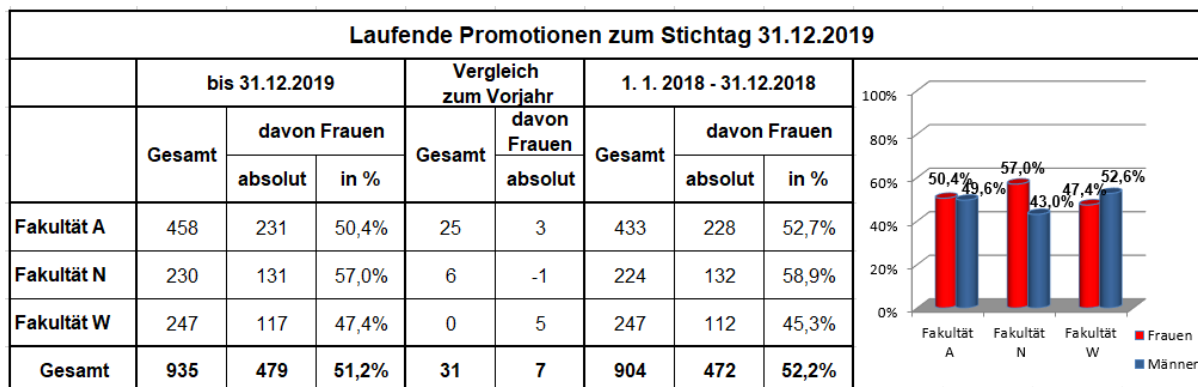 Laufende Promotionen zum Stichtag 31.12.2019
bis 31.12.2019 Vergleich zum Vorjahr 1. 1. 2018 - 31.12.2018
Gesamt davon Frauen Gesamt davon Frauen Gesamt davon Frauen
absolut in % absolut absolut in %
Fakultät A 458 231 50,4% 25 3 433 228 52,7%
Fakultät N 230 131 57,0% 6 -1 224 132 58,9%
Fakultät W 247 117 47,4% 0 5 247 112 45,3%
Gesamt 935 479 51,2% 31 7 904 472 52,2%
100%
80%
60%
40%
20%
0%
50,4% 49,6% 57,0% 43,0% 47,4% 52,6%
Fakultät A
Fakultät N
Fakultät W
Frauen
Männer